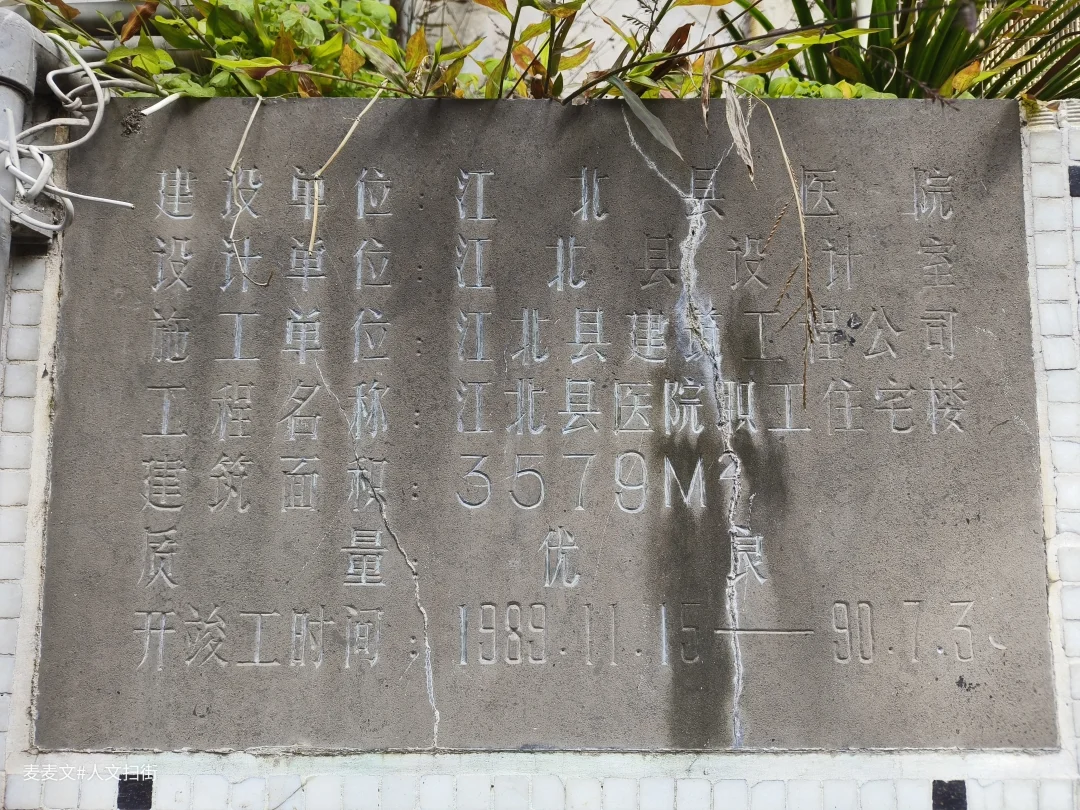 建设单位：江北县医院
设计单位：江北县设计室
施工单位：江北县建筑工程公司
工程名称：江北县医院职工住宅楼
建筑面积：3579M²
质量：优良
开竣工时间：1989.11.15—90.7.3、
麦麦文#人文扫街